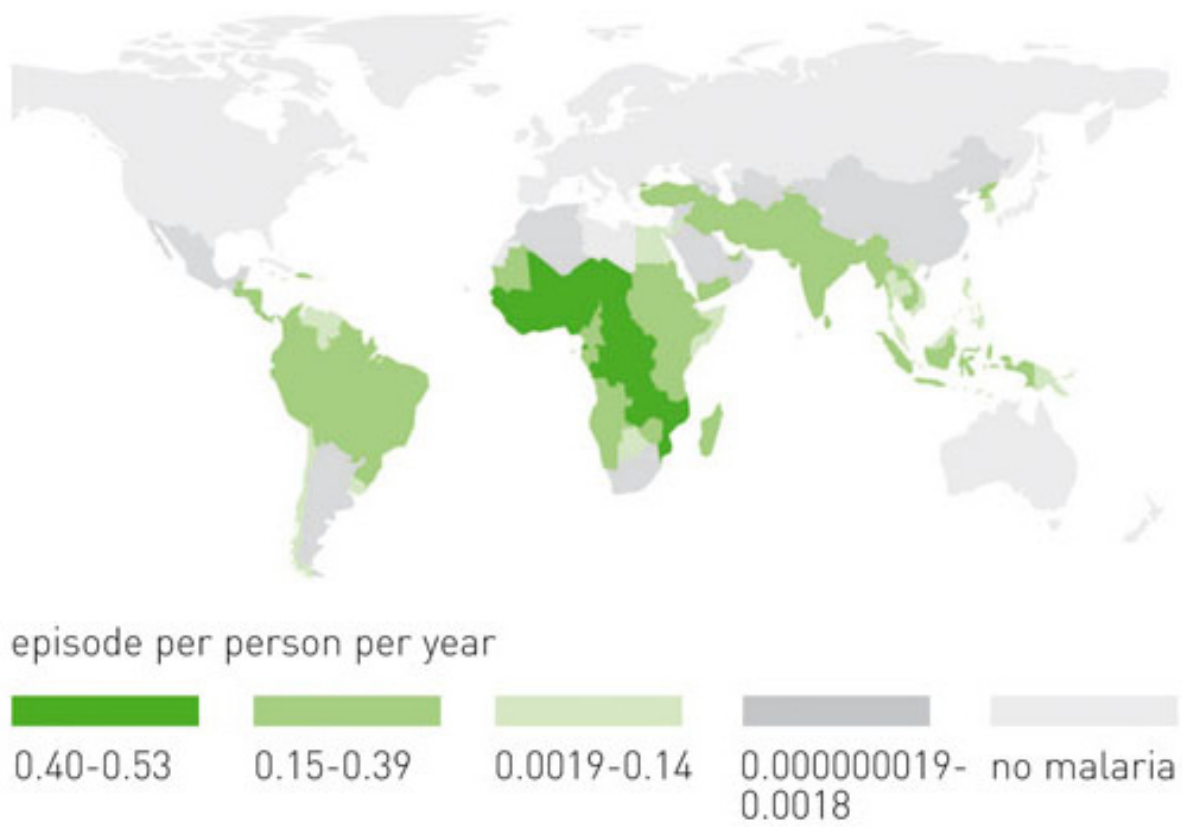 episode per person per year
0.40-0.53
0.15-0.39
0.0019-0.14
0.000000019-
0.0018
no malaria